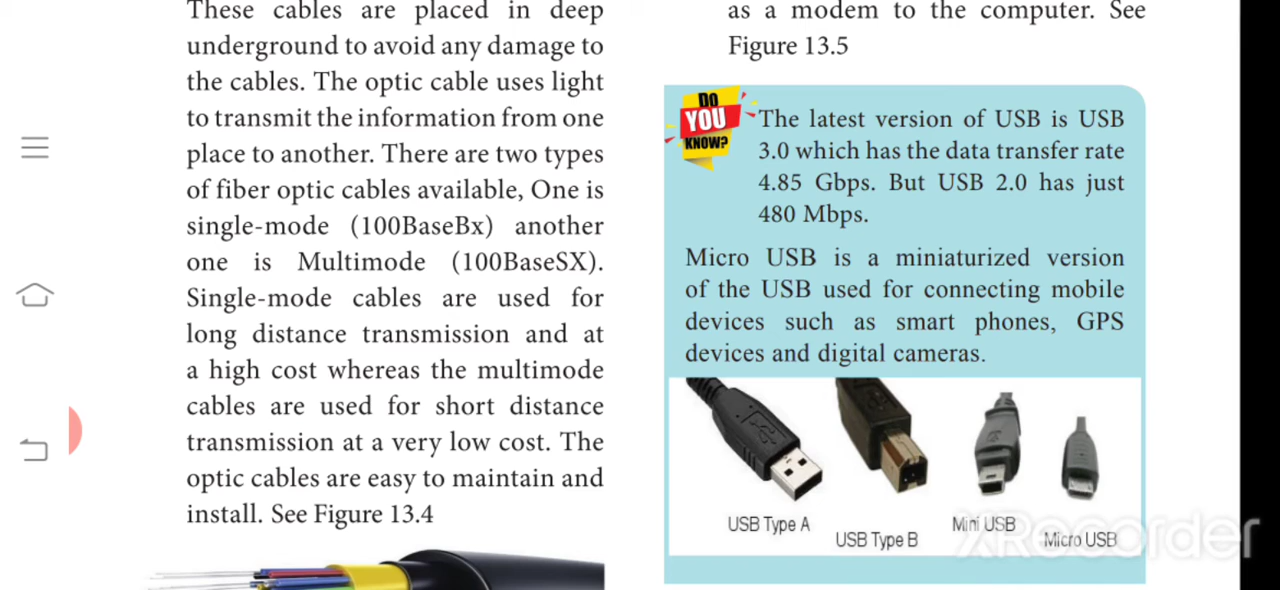 These cables are placed in deep
underground to avoid any damage to
the cables. The optic cable uses light
to transmit the information from one
place to another. There are two types
of fiber optic cables available, One is
single-mode (100BaseBx) another
one is Multimode (100BaseSX).
Single-mode cables are used for
long distance transmission and at
a high cost whereas the multimode
cables are used for short distance
transmission at a very low cost. The
optic cables are easy to maintain and
install. See Figure 13.4
as a modem to the computer. See
Figure 13.5
DO
YOU
KNOW?
The latest version of USB is USB
3.0 which has the data transfer rate
4.85 Gbps. But USB 2.0 has just
480 Mbps.
Micro USB is a miniaturized version
of the USB used for connecting mobile
devices such as smart phones, GPS
devices and digital cameras.
USB Type A
USB Type B
Mini USB
Micro USB
XRecorder